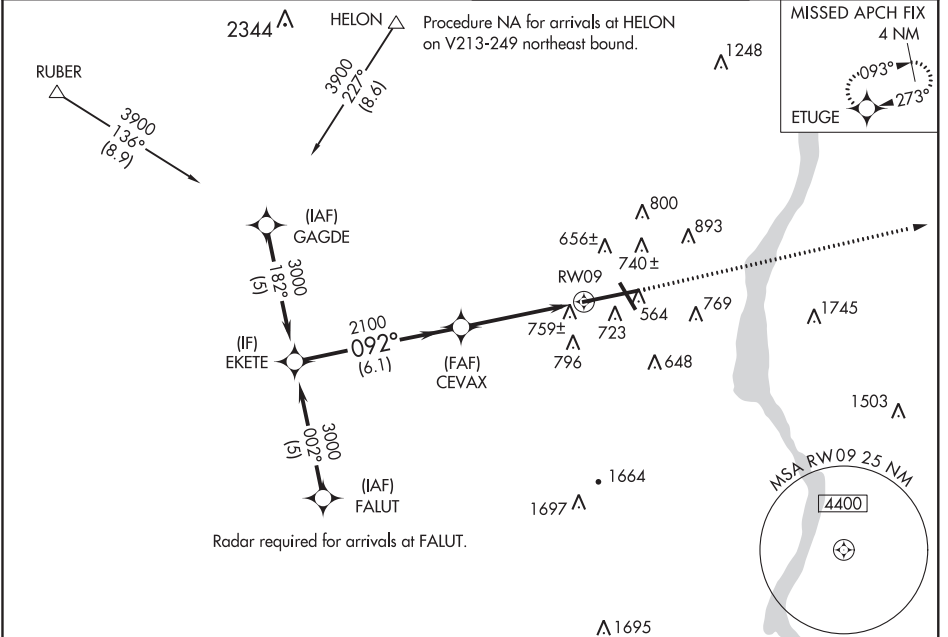 2344
HELON
Procedure NA for arrivals at HELON
on V213-249 northeast bound.
MISSED APCH FIX
4 NM
093°
273°
ETUGE
1248
RUBER
3900
136°
(8.9)
3900
227°
(8.6)
(IAF)
GAGDE
3000
182°
(5)
800
893
656±
740±
RW09
564
769
759±
723
796
648
1745
1503
(IF)
EKETE
2100
092°
(6.1)
(FAF)
CEVAX
3000
002°
(5)
(IAF)
FALUT
Radar required for arrivals at FALUT.
1664
1697
MSA RW09 25 NM
4400
1695